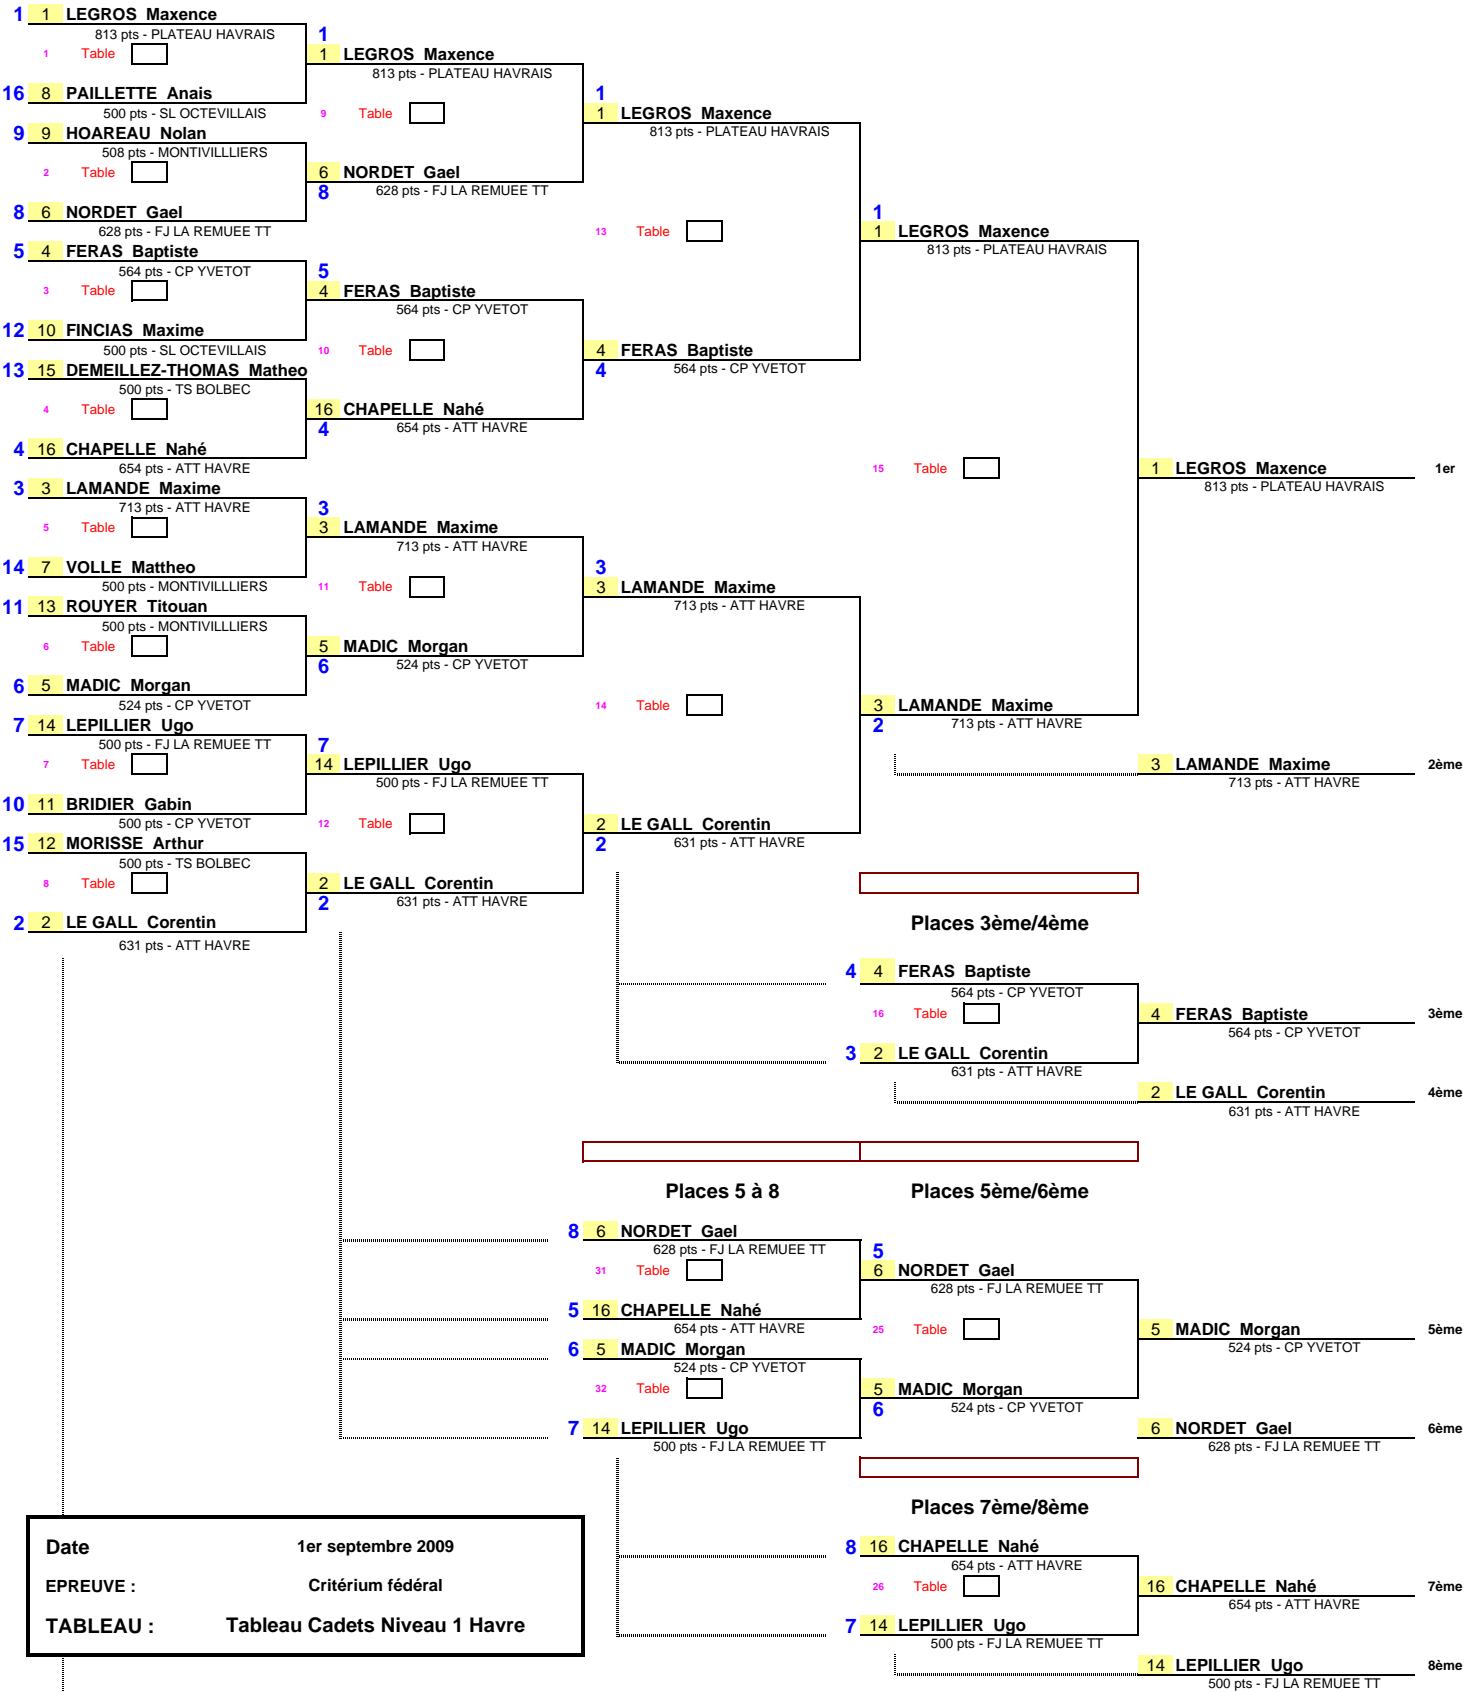 1 1 LEGROS Maxence
813 pts - PLATEAU HAVRAIS
1 Table
16 8 PAILLETTE Anais
500 pts - SL OCTEVILLAIS
9 9 HOAREAU Nolan
508 pts - MONTIVILLLIERS
2 Table
8 6 NORDET Gael
628 pts - FJ LA REMUEE TT
5 4 FERAS Baptiste
564 pts - CP YVETOT
3 Table
12 10 FINCIAS Maxime
500 pts - SL OCTEVILLAIS
13 15 DEMEILLEZ-THOMAS Matheo
500 pts - TS BOLBEC
4 Table
4 16 CHAPELLE Nahé
654 pts - ATT HAVRE
3 3 LAMANDE Maxime
713 pts - ATT HAVRE
5 Table
14 7 VOLLE Mattheo
500 pts - MONTIVILLLIERS
11 13 ROUYER Titouan
500 pts - MONTIVILLLIERS
6 Table
6 5 MADIC Morgan
524 pts - CP YVETOT
7 14 LEPILLIER Ugo
500 pts - FJ LA REMUEE TT
7 Table
10 11 BRIDIER Gabin
500 pts - CP YVETOT
15 12 MORISSE Arthur
500 pts - TS BOLBEC
8 Table
2 2 LE GALL Corentin
631 pts - ATT HAVRE
1
1 LEGROS Maxence
813 pts - PLATEAU HAVRAIS
9 Table
6 NORDET Gael
8 628 pts - FJ LA REMUEE TT
5
4 FERAS Baptiste
564 pts - CP YVETOT
10 Table
16 CHAPELLE Nahé
4 654 pts - ATT HAVRE
3
3 LAMANDE Maxime
713 pts - ATT HAVRE
11 Table
5 MADIC Morgan
6 524 pts - CP YVETOT
7
14 LEPILLIER Ugo
500 pts - FJ LA REMUEE TT
12 Table
2 LE GALL Corentin
2 631 pts - ATT HAVRE
1
1 LEGROS Maxence
813 pts - PLATEAU HAVRAIS
13 Table
4 FERAS Baptiste
4 564 pts - CP YVETOT
3
3 LAMANDE Maxime
713 pts - ATT HAVRE
14 Table
2 LE GALL Corentin
2 631 pts - ATT HAVRE
1
1 LEGROS Maxence
813 pts - PLATEAU HAVRAIS
15 Table
3 LAMANDE Maxime
2 713 pts - ATT HAVRE
1 LEGROS Maxence 1er
813 pts - PLATEAU HAVRAIS
3 LAMANDE Maxime 2ème
713 pts - ATT HAVRE
Places 3ème/4ème
4 4 FERAS Baptiste
564 pts - CP YVETOT
16 Table
3 2 LE GALL Corentin
631 pts - ATT HAVRE
4 FERAS Baptiste 3ème
564 pts - CP YVETOT
2 LE GALL Corentin 4ème
631 pts - ATT HAVRE
Places 5 à 8
8 6 NORDET Gael
628 pts - FJ LA REMUEE TT
31 Table
5 16 CHAPELLE Nahé
654 pts - ATT HAVRE
6 5 MADIC Morgan
524 pts - CP YVETOT
32 Table
7 14 LEPILLIER Ugo
500 pts - FJ LA REMUEE TT
Places 5ème/6ème
5
6 NORDET Gael
628 pts - FJ LA REMUEE TT
25 Table
5 MADIC Morgan
6 524 pts - CP YVETOT
5 MADIC Morgan 5ème
524 pts - CP YVETOT
6 NORDET Gael 6ème
628 pts - FJ LA REMUEE TT
Places 7ème/8ème
8 16 CHAPELLE Nahé
654 pts - ATT HAVRE
26 Table
7 14 LEPILLIER Ugo
500 pts - FJ LA REMUEE TT
16 CHAPELLE Nahé 7ème
654 pts - ATT HAVRE
14 LEPILLIER Ugo 8ème
500 pts - FJ LA REMUEE TT
Date 1er septembre 2009
EPREUVE : Critérium fédéral
TABLEAU : Tableau Cadets Niveau 1 Havre